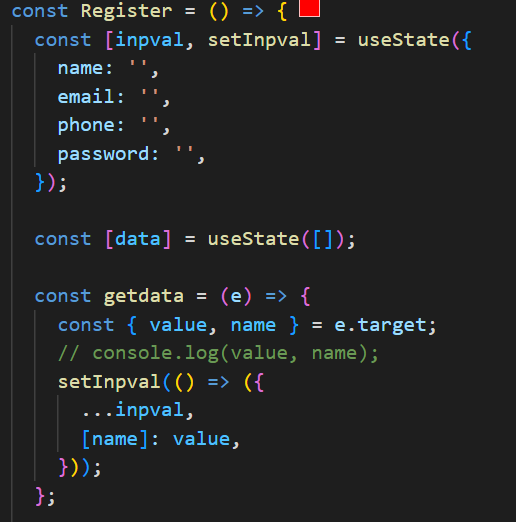 const Register = () => {
const [inpval, setInpval] = useState({
name: '',
email: '',
phone: '',
password: '',
});
const [data] = useState([]);
const getdata = (e) => {
const { value, name } = e.target;
// console.log(value, name);
setInpval(() => ({
...inpval,
[name]: value,
}));
};